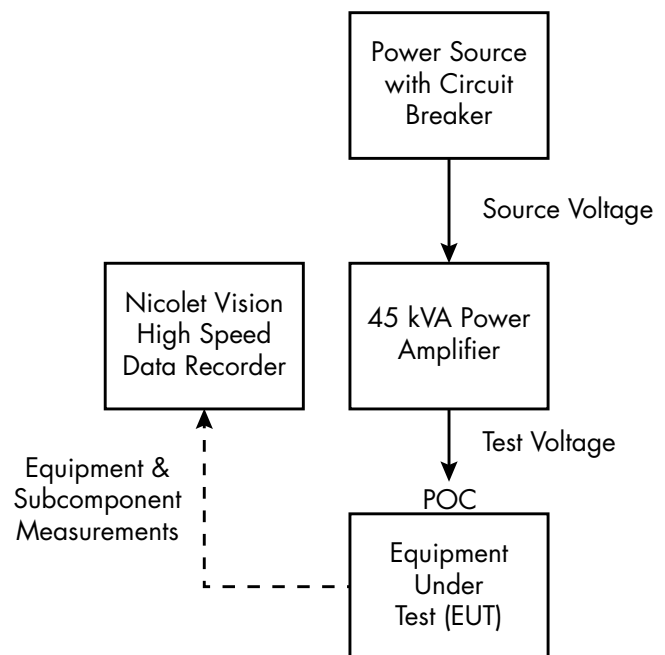 Power Source
with Circuit
Breaker
Source Voltage
Nicolet Vision
High Speed
Data Recorder
45 kVA Power
Amplifier
Test Voltage
Equipment &
Subcomponent
Measurements
POC
Equipment
Under
Test (EUT)